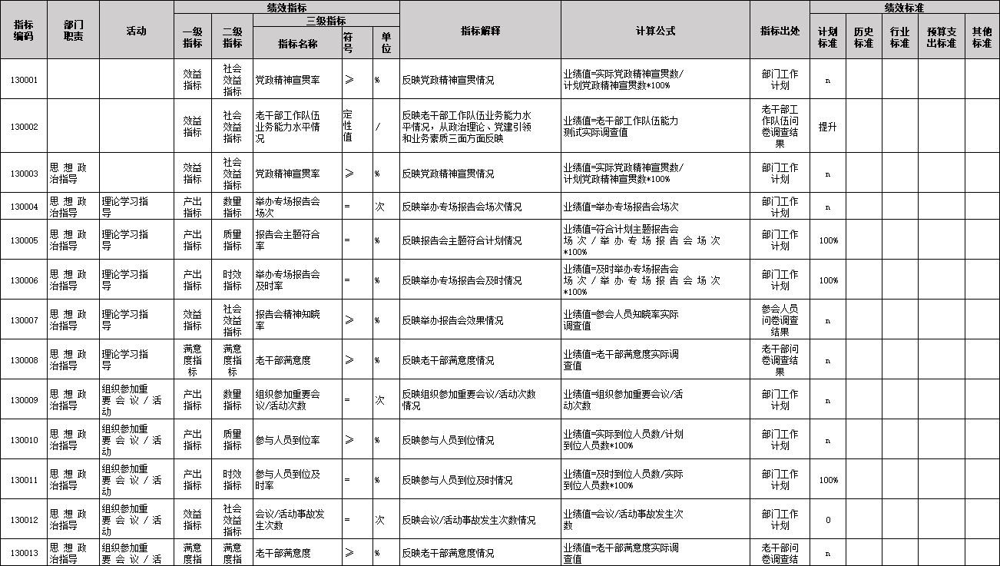 指标编码 部门职责 活动 绩效指标 指标解释 计算公式 指标出处 绩效标准
一级指标 二级指标 三级指标 计划标准 历史标准 行业标准 预算支出标准 其他标准
指标名称 符号 单位
130001 效益指标 社会效益指标 党政精神宣贯率 ≥ % 反映党政精神宣贯情况 业绩值=实际党政精神宣贯数/计划党政精神宣贯数*100% 部门工作计划 n
130002 效益指标 社会效益指标 老干部工作队伍业务能力水平情况 定性值 / 反映老干部工作队伍业务能力水平情况，从政治理论、党建引领和业务素质三面方面反映 业绩值=老干部工作队伍能力测试实际调查值 老干部工作队伍问卷调查结果 提升
130003 思想政治指导 效益指标 社会效益指标 党政精神宣贯率 ≥ % 反映党政精神宣贯情况 业绩值=实际党政精神宣贯数/计划党政精神宣贯数*100% 部门工作计划 n
130004 思想政治指导 理论学习指导 产出指标 数量指标 举办专场报告会场次 = 次 反映举办专场报告会场次情况 业绩值=举办专场报告会场次 部门工作计划 n
130005 思想政治指导 理论学习指导 产出指标 质量指标 报告会主题符合率 = % 反映报告会主题符合计划情况 业绩值=符合计划主题报告会场次/举办专场报告会场次*100% 部门工作计划 100%
130006 思想政治指导 理论学习指导 产出指标 时效指标 举办专场报告会及时率 = % 反映举办专场报告会及时情况 业绩值=及时举办专场报告会场次/举办专场报告会场次*100% 部门工作计划 100%
130007 思想政治指导 理论学习指导 效益指标 社会效益指标 报告会精神知晓率 ≥ % 反映举办报告会效果情况 业绩值=参会人员知晓率实际调查值 参会人员问卷调查结果 n
130008 思想政治指导 理论学习指导 满意度指标 满意度指标 老干部满意度 ≥ % 反映老干部满意度情况 业绩值=老干部满意度实际调查值 老干部问卷调查结果 n
130009 思想政治指导 组织参加重要会议/活动 产出指标 数量指标 组织参加重要会议/活动次数 = 次 反映组织参加重要会议/活动次数情况 业绩值=组织参加重要会议/活动次数 部门工作计划 n
130010 思想政治指导 组织参加重要会议/活动 产出指标 质量指标 参与人员到位率 ≥ % 反映参与人员到位情况 业绩值=实际到位人员数/计划到位人员数*100% 部门工作计划 n
130011 思想政治指导 组织参加重要会议/活动 产出指标 时效指标 参与人员到位及时率 = % 反映参与人员到位及时情况 业绩值=及时到位人员数/实际到位人员数*100% 部门工作计划 100%
130012 思想政治指导 组织参加重要会议/活动 效益指标 社会效益指标 会议/活动事故发生次数 = 次 反映会议/活动事故发生次数情况 业绩值=会议/活动事故发生次数 部门工作计划 0
130013 思想政治指导 组织参加重要会议/活 满意度指 满意度指 老干部满意度 ≥ % 反映老干部满意度情况 业绩值=老干部满意度实际调查值 老干部问卷调查结 n